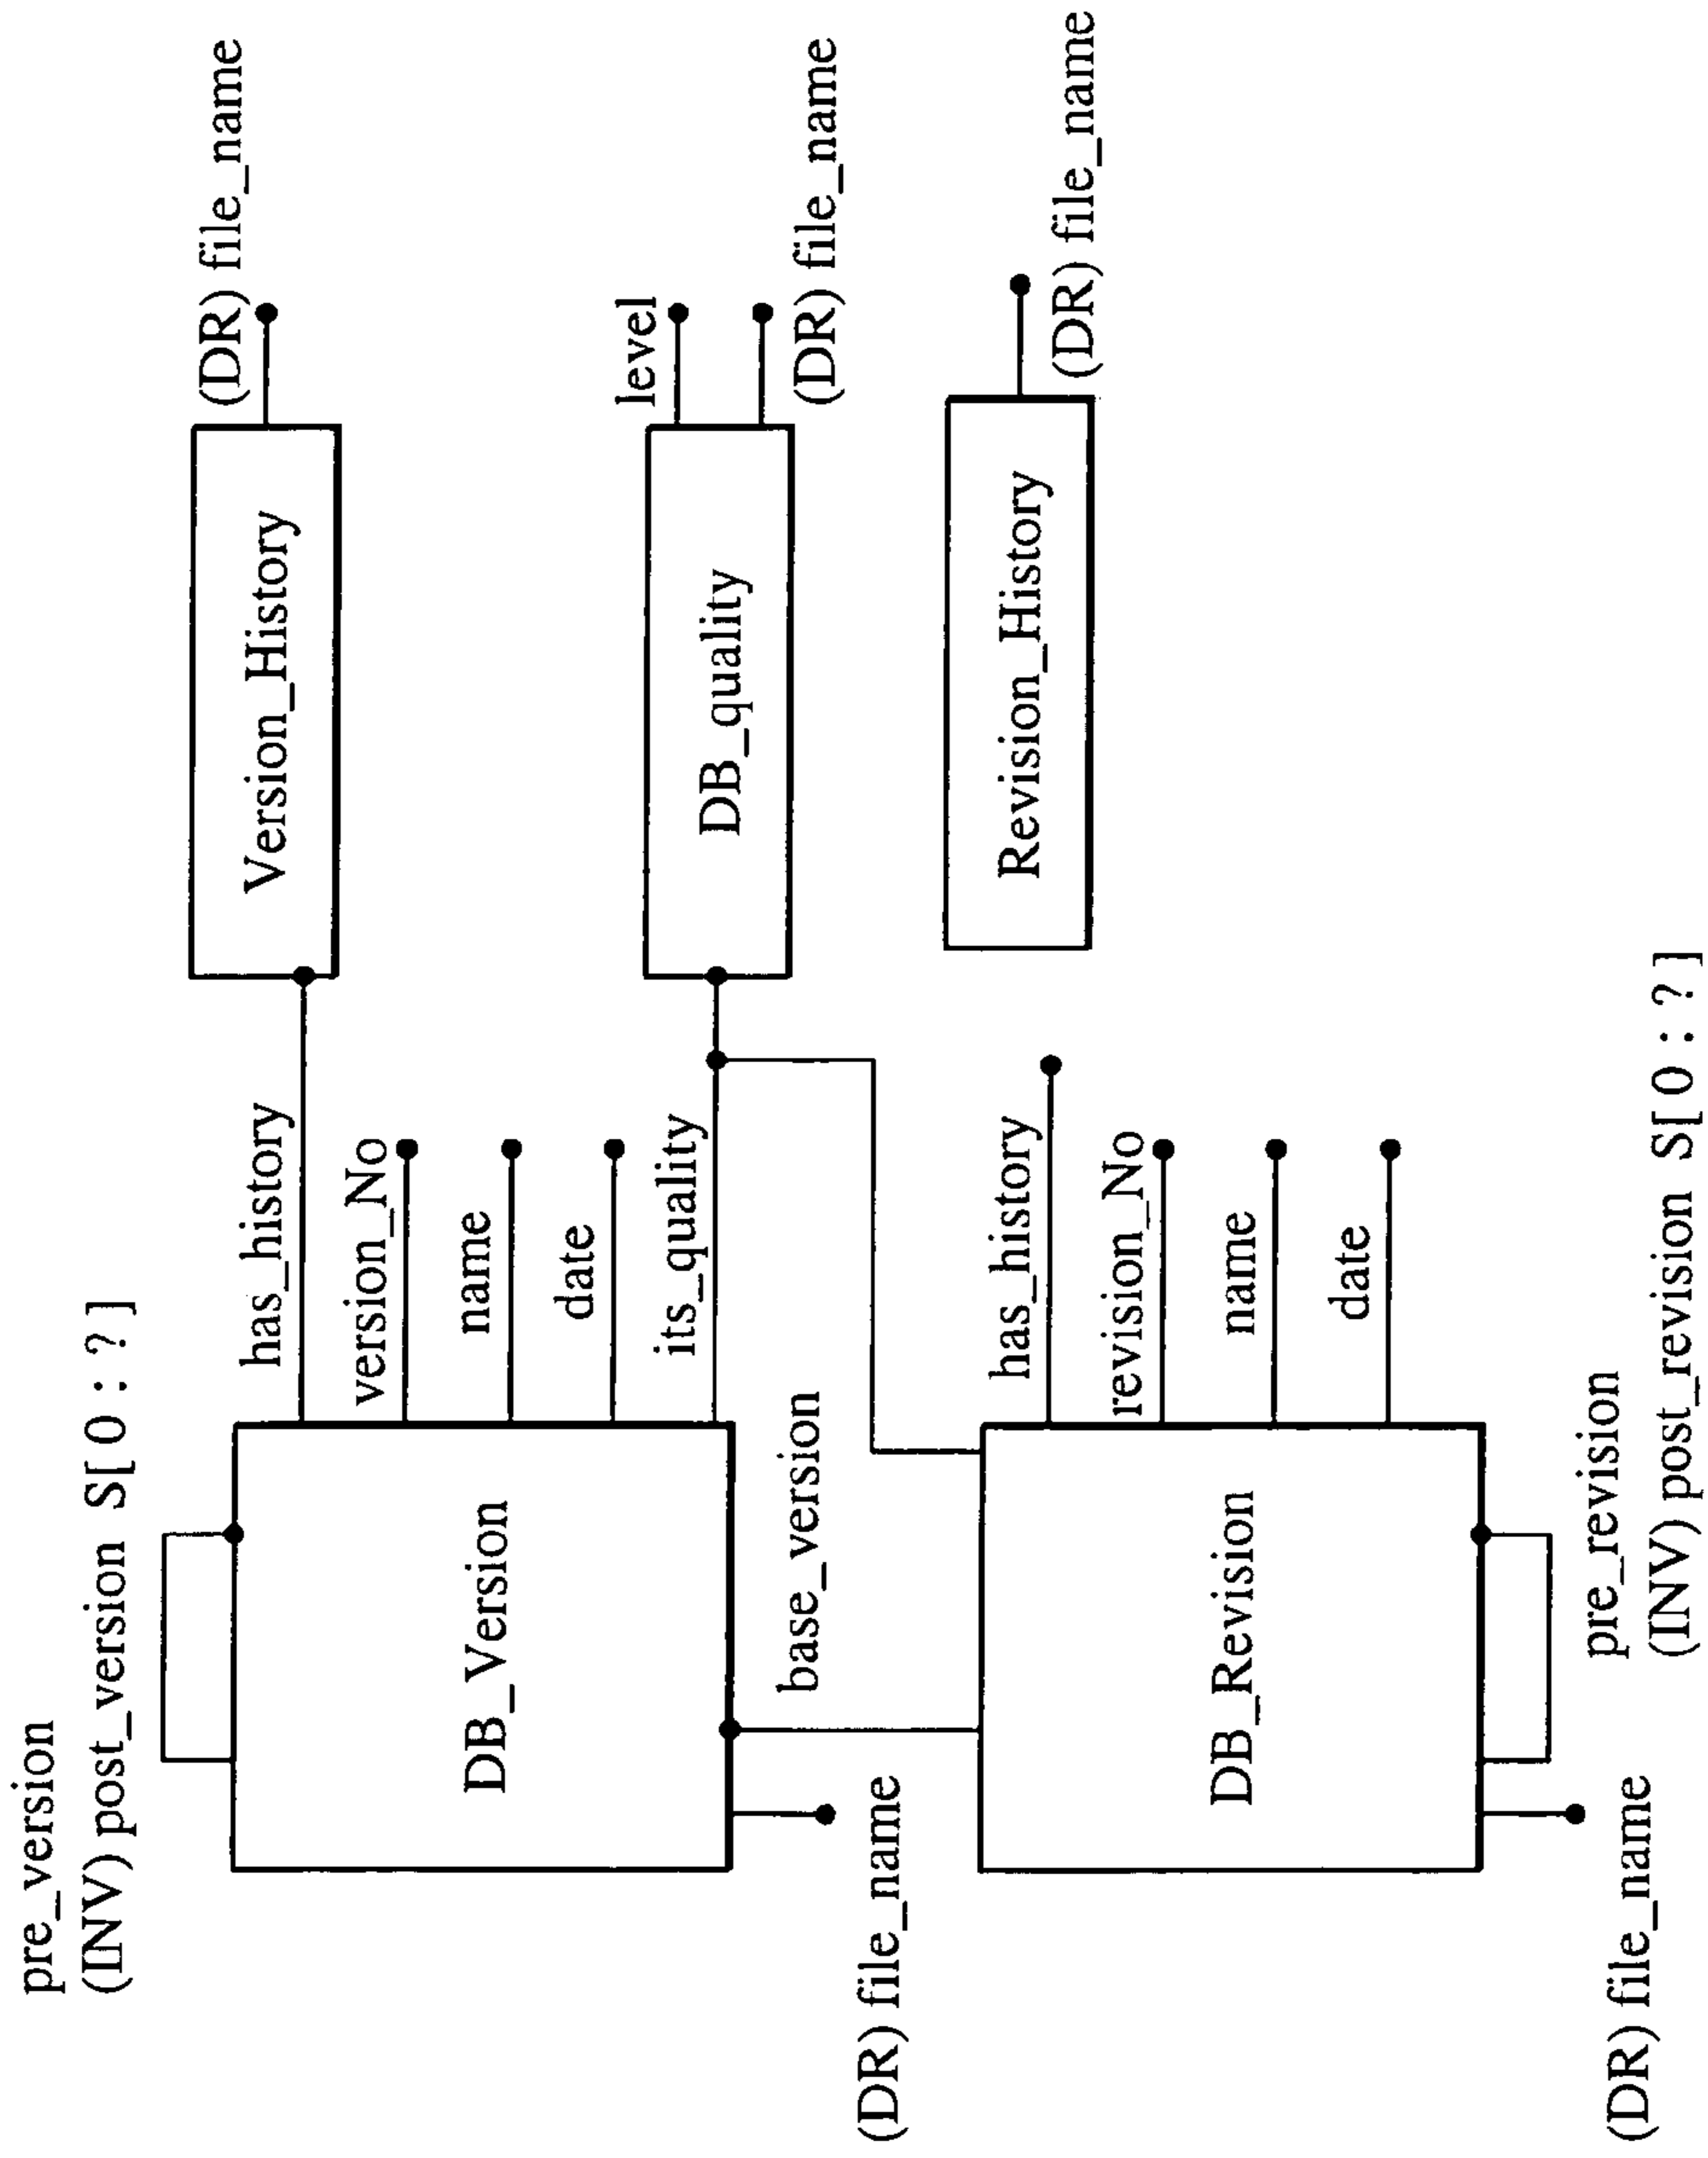 pre_version
(INV) post_version S[ 0 : ? ]
has_history
Version_History
(DR) file_name
version_No
name
date
its_quality
DB_Version
DB_quality
level
(DR) file_name
base_version
(DR) file_name
has_history
Revision_History
(DR) file_name
revision_No
name
date
DB_Revision
pre_revision
(INV) post_revision S[ 0 : ? ]
(DR) file_name